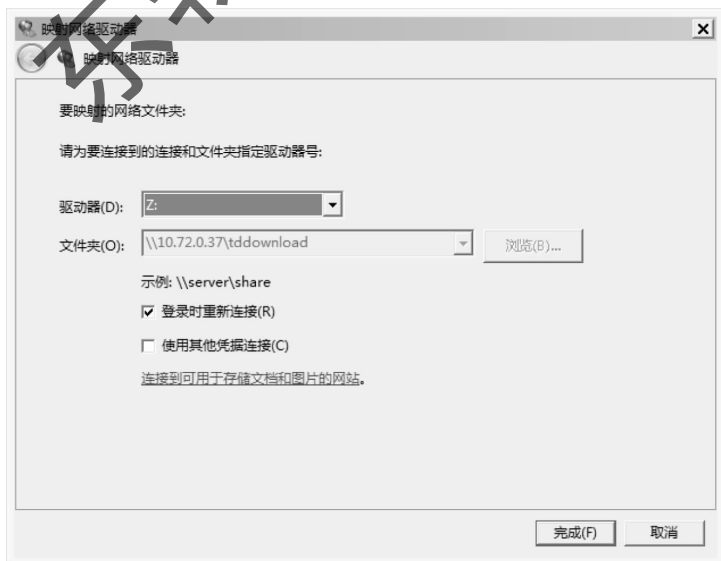 映射网络驱动器
映射网络驱动器
要映射的网络文件夹:
请为要连接到的连接和文件夹指定驱动器号:
驱动器(D): Z:
文件夹(O): \\10.72.0.37\tddownload 浏览(B)...
示例: \\server\share
登录时重新连接(R)
使用其他凭据连接(C)
连接到可用于存储文档和图片的网站。
完成(F) 取消